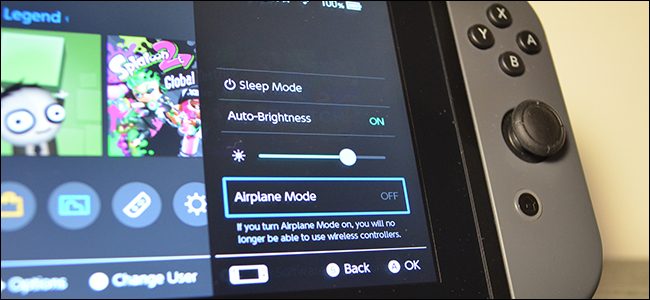 Legend
100%
Splatoon 2
Global
Sleep Mode
Auto-Brightness ON
Airplane Mode OFF
If you turn Airplane Mode on, you will no
longer be able to use wireless controllers.
Options
Change User
B Back A OK
X
Y
A
B